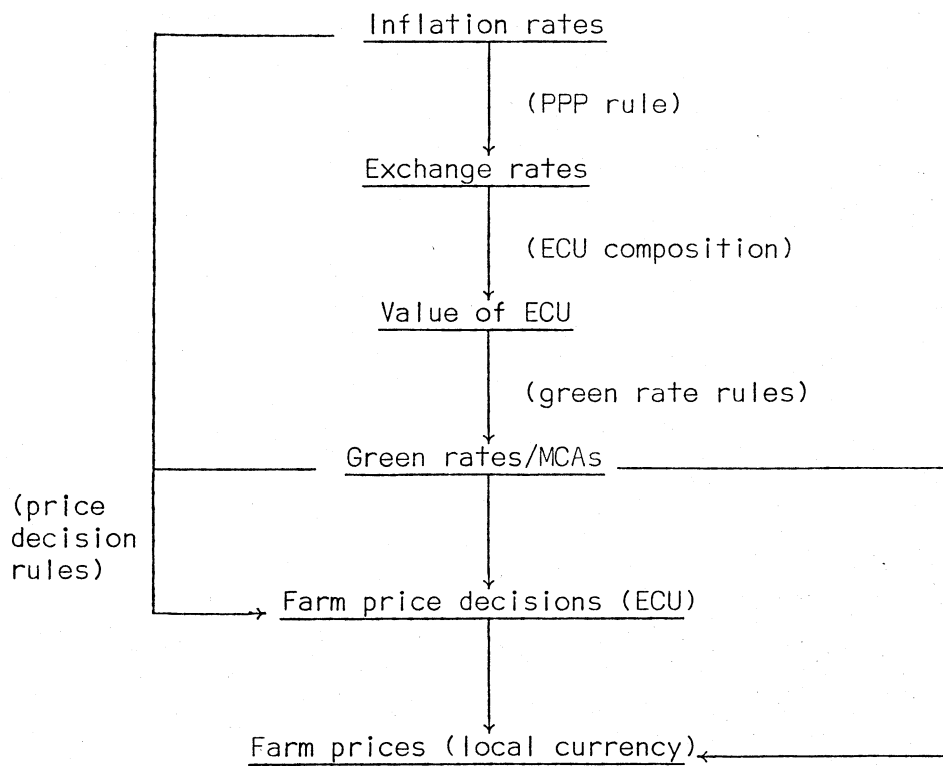 Inflation rates
(PPP rule)
Exchange rates
(ECU composition)
Value of ECU
(green rate rules)
Green rates/MCAs
(price
decision
rules)
Farm price decisions (ECU)
Farm prices (local currency)